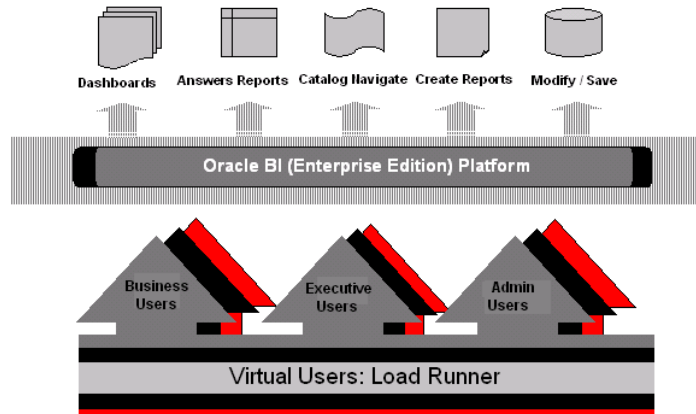 Dashboards
Answers Reports
Catalog Navigate
Create Reports
Modify / Save
Oracle BI (Enterprise Edition) Platform
Business
Users
Executive
Users
Admin
Users
Virtual Users: Load Runner